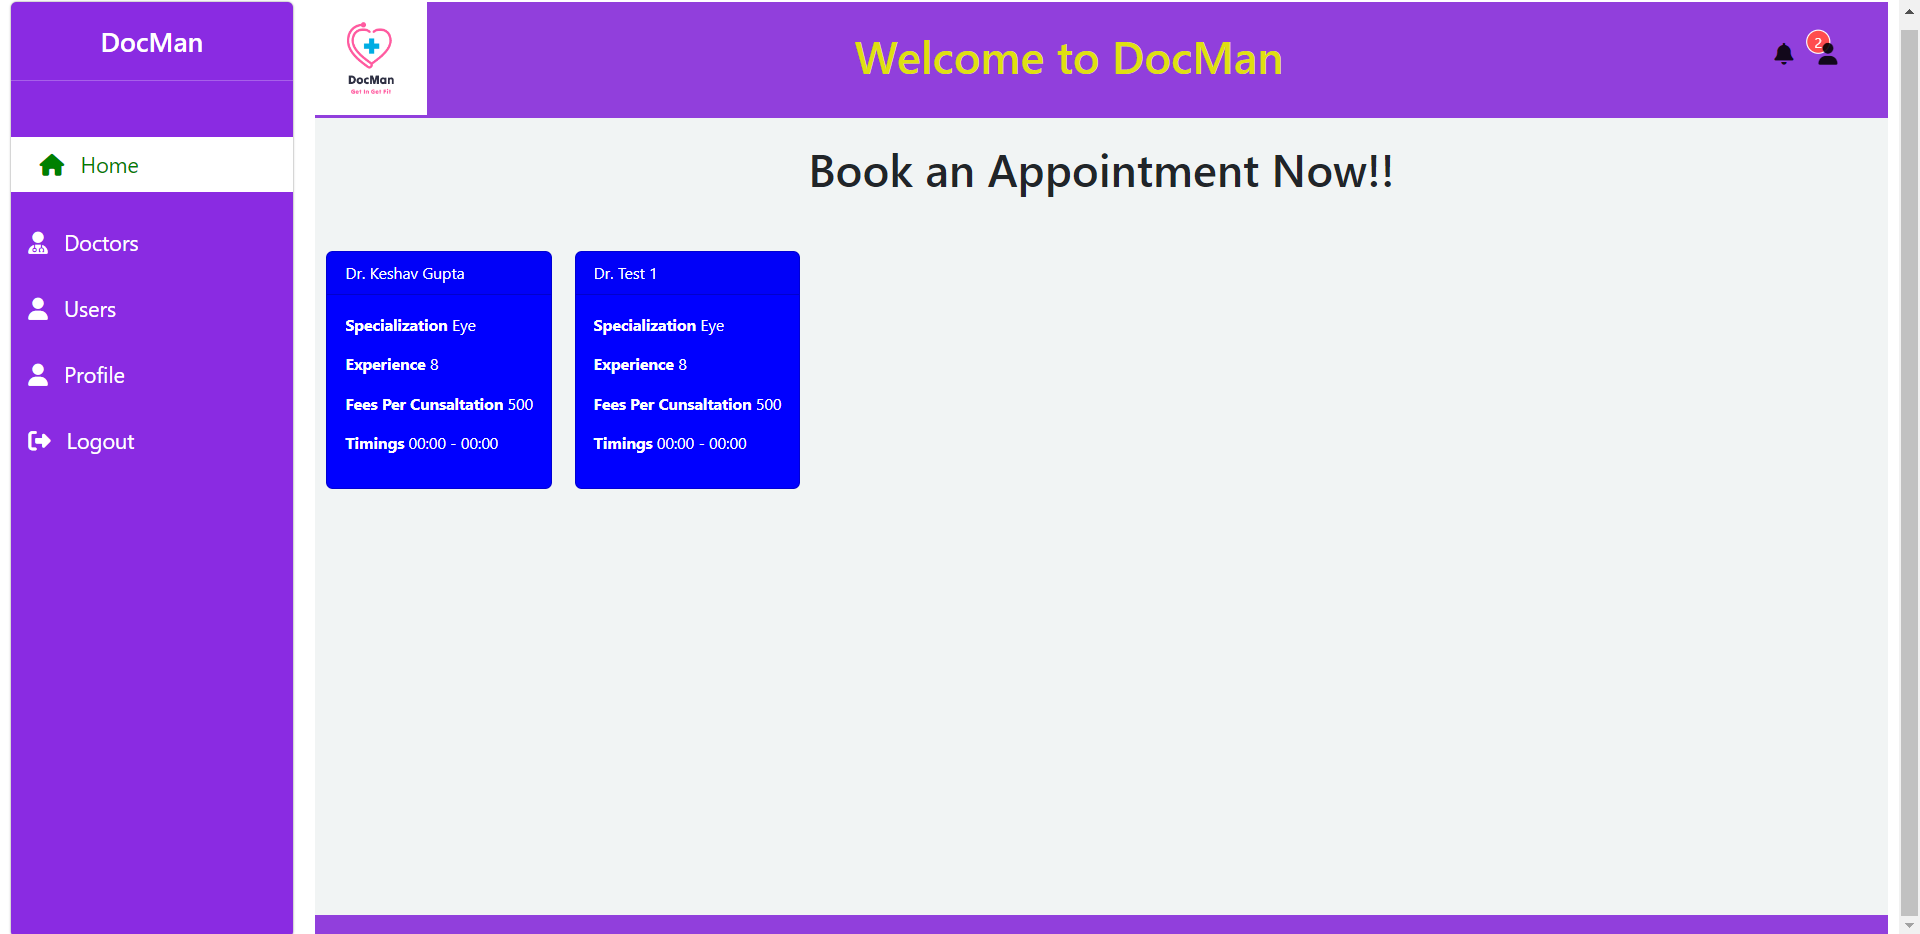 DocMan
Home
Doctors
Users
Profile
Logout
DocMan
Get In Get Fit
Welcome to DocMan
2
Book an Appointment Now!!
Dr. Keshav Gupta
Specialization Eye
Experience 8
Fees Per Cunsaltation 500
Timings 00:00 - 00:00
Dr. Test 1
Specialization Eye
Experience 8
Fees Per Cunsaltation 500
Timings 00:00 - 00:00